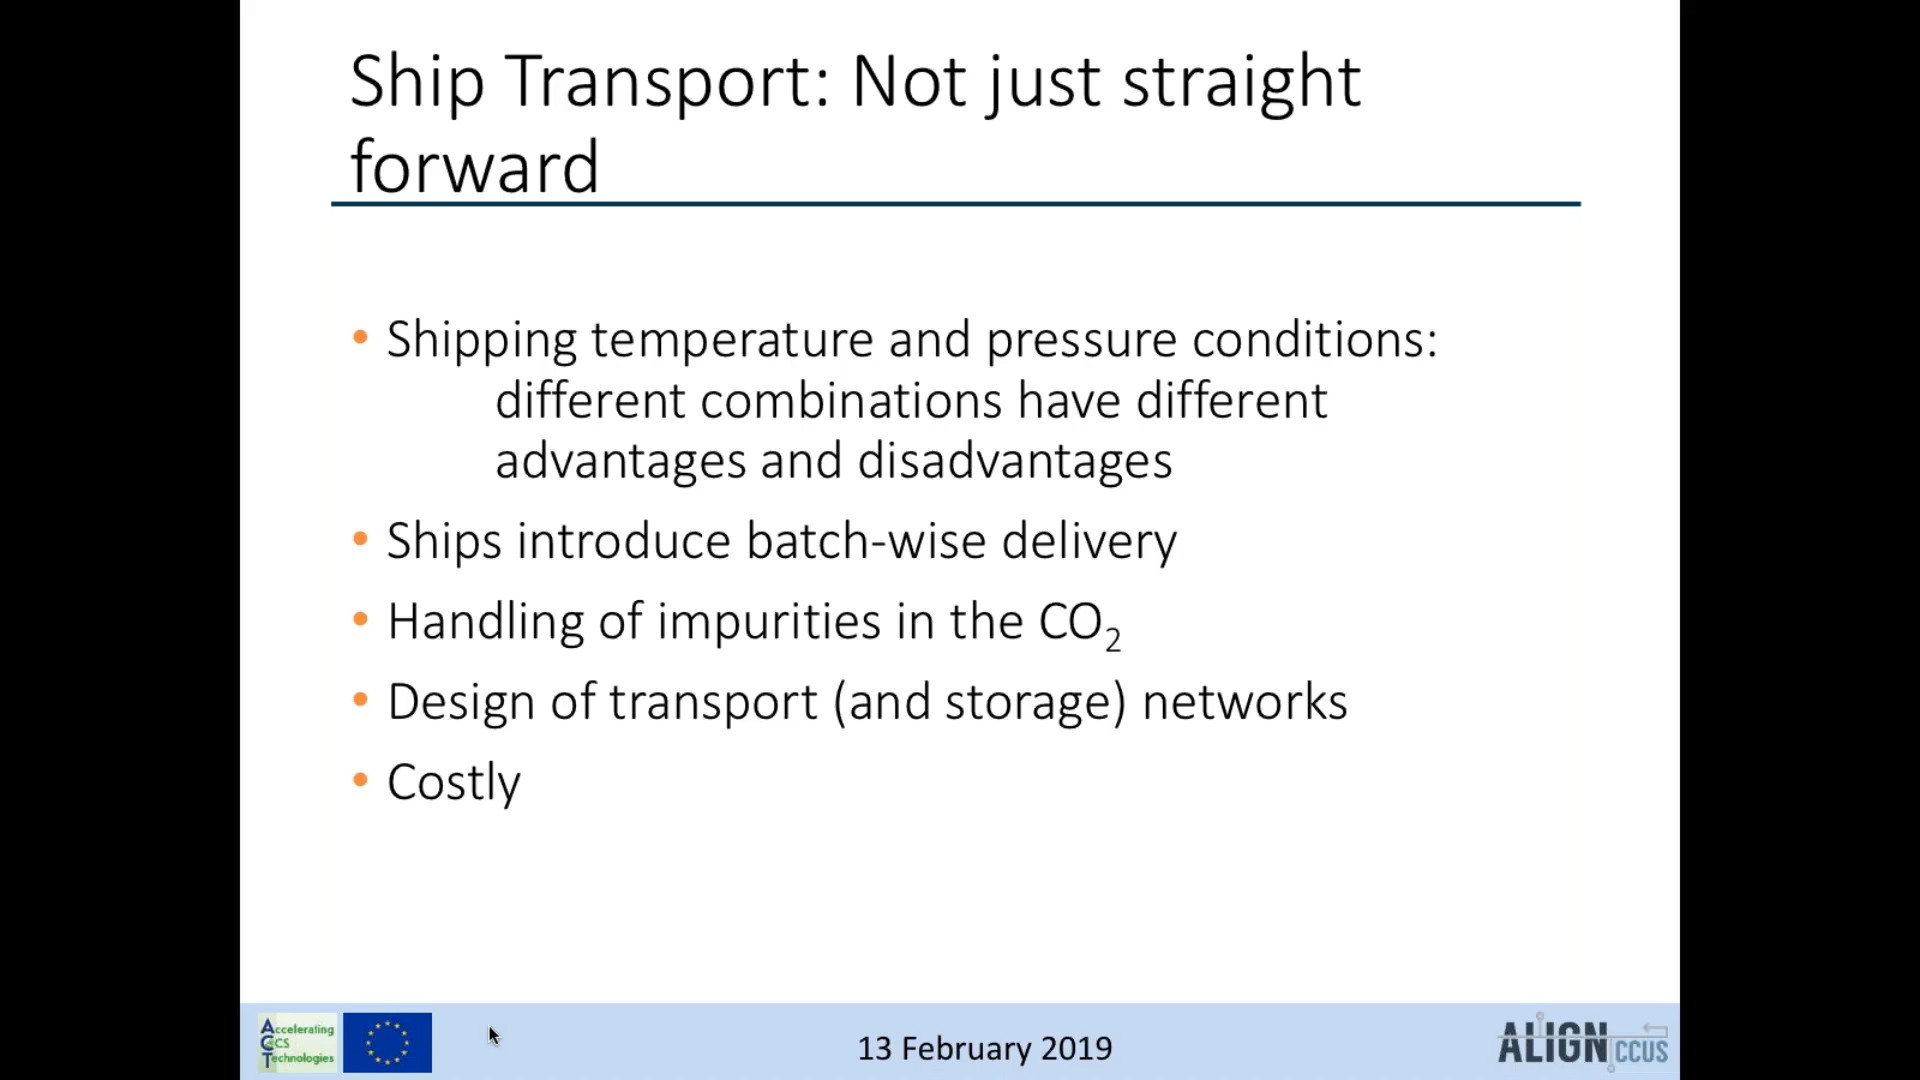 Ship Transport: Not just straight
forward
• Shipping temperature and pressure conditions:
different combinations have different
advantages and disadvantages
• Ships introduce batch-wise delivery
• Handling of impurities in the CO₂
• Design of transport (and storage) networks
• Costly
Accelerating
CCS
Technologies
13 February 2019
ALIGN CCUS